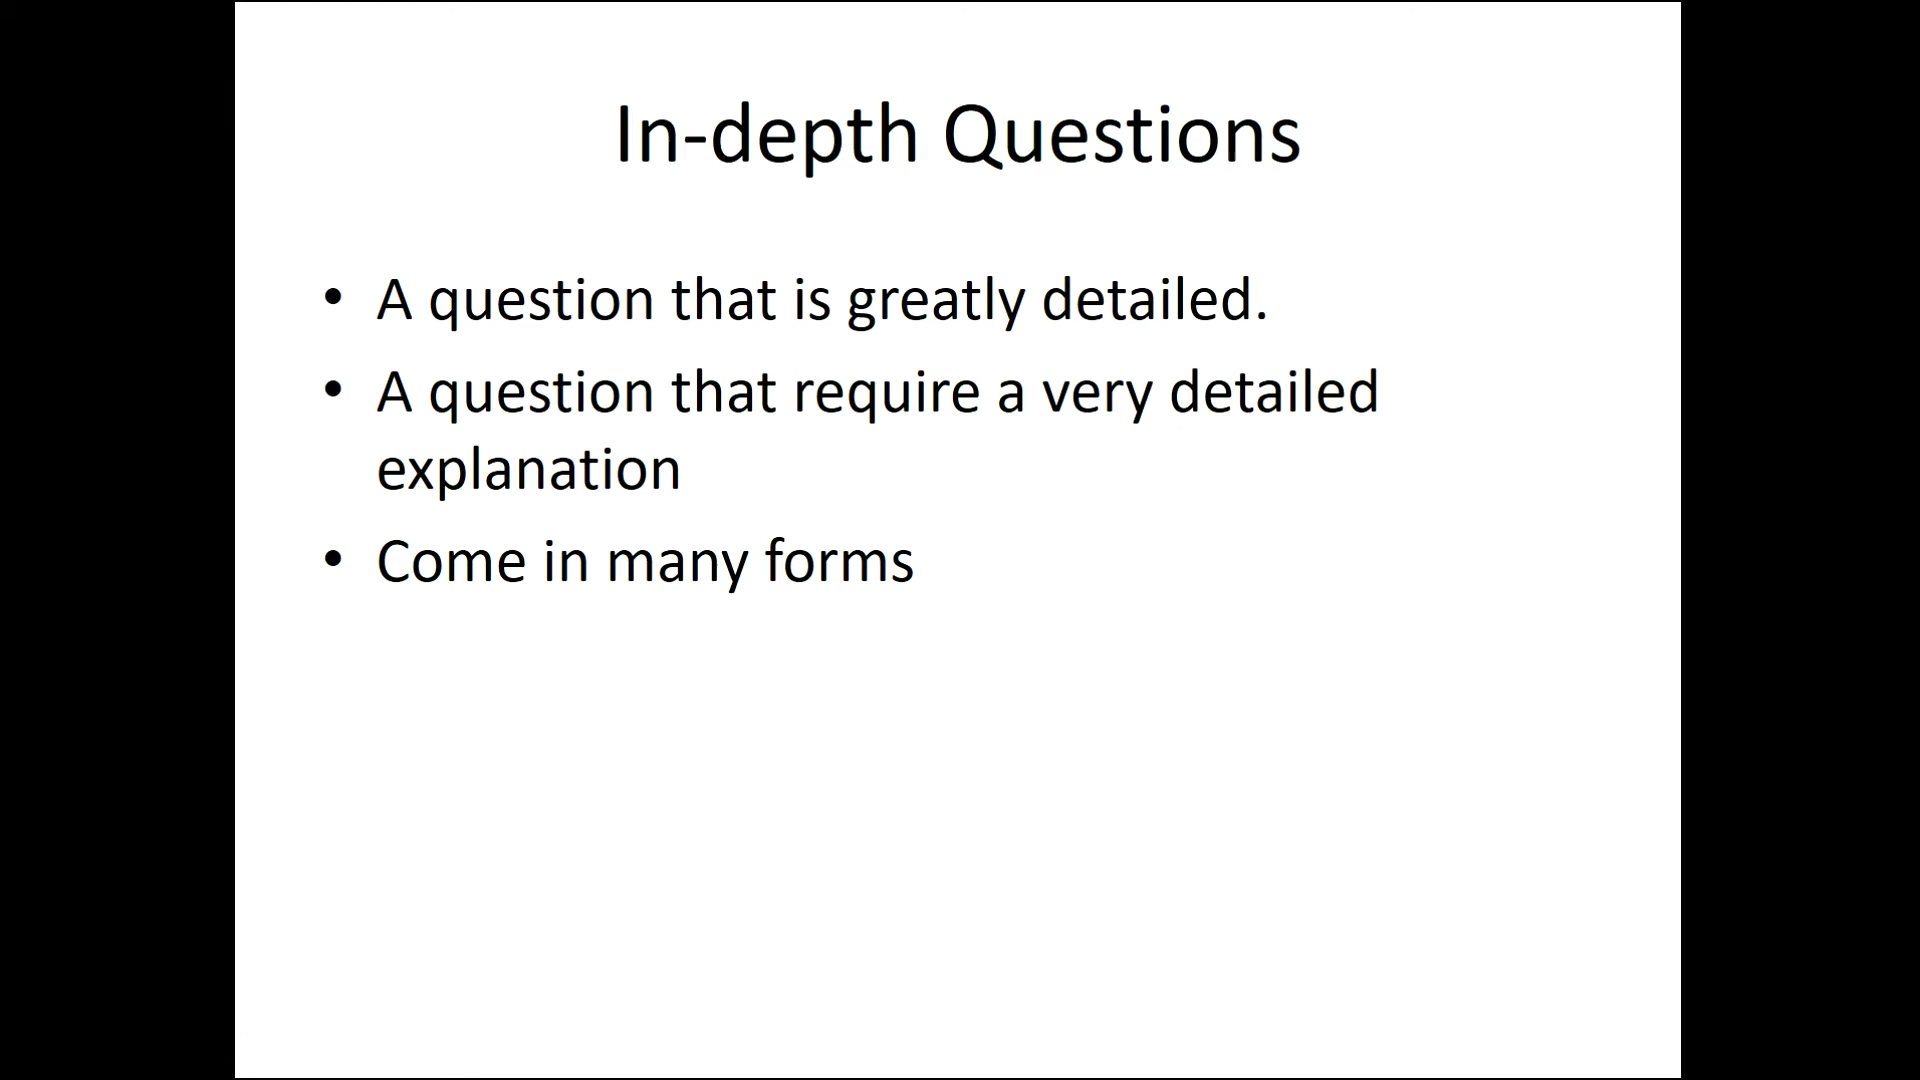 In-depth Questions
• A question that is greatly detailed.
• A question that require a very detailed
explanation
• Come in many forms